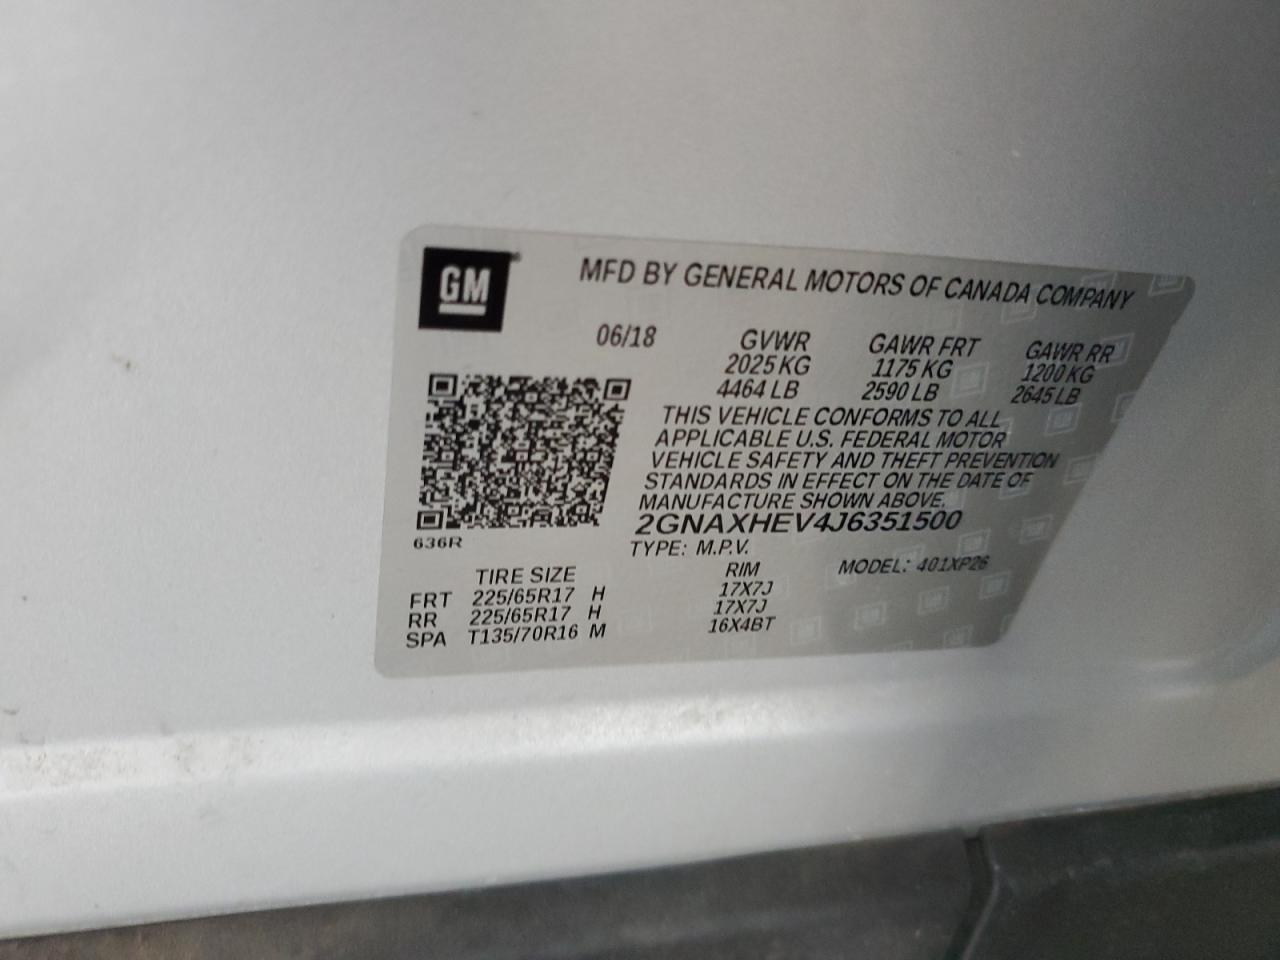 GM
MFD BY GENERAL MOTORS OF CANADA COMPANY
06/18 GVWR GAWR FRT GAWR RR
2025 KG 1175 KG 1200 KG
4464 LB 2590 LB 2645 LB
THIS VEHICLE CONFORMS TO ALL
APPLICABLE U.S. FEDERAL MOTOR
VEHICLE SAFETY AND THEFT PREVENTION
STANDARDS IN EFFECT ON THE DATE OF
MANUFACTURE SHOWN ABOVE.
2GNAXHEV4J6351500
636R
TYPE: M.P.V. MODEL: 401XP26
TIRE SIZE RIM
FRT 225/65R17 H 17X7J
RR 225/65R17 H 17X7J
SPA T135/70R16 M 16X4BT